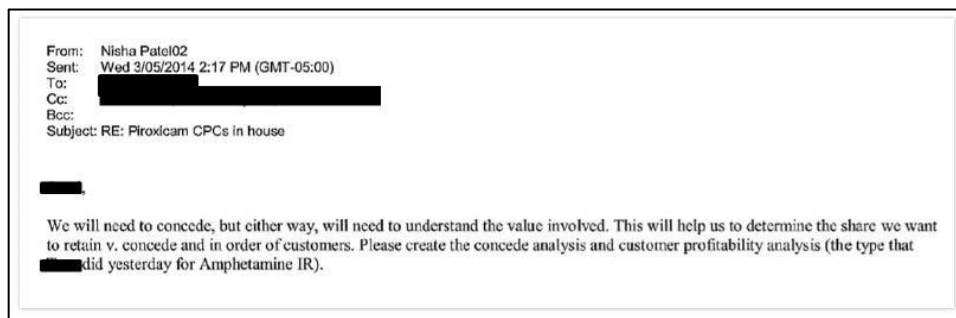 From: Nisha Patel02
Sent: Wed 3/05/2014 2:17 PM (GMT-05:00)
To:
Cc:
Bcc:
Subject: RE: Piroxicam CPCs in house
,
We will need to concede, but either way, will need to understand the value involved. This will help us to determine the share we want
to retain v. concede and in order of customers. Please create the concede analysis and customer profitability analysis (the type that
did yesterday for Amphetamine IR).